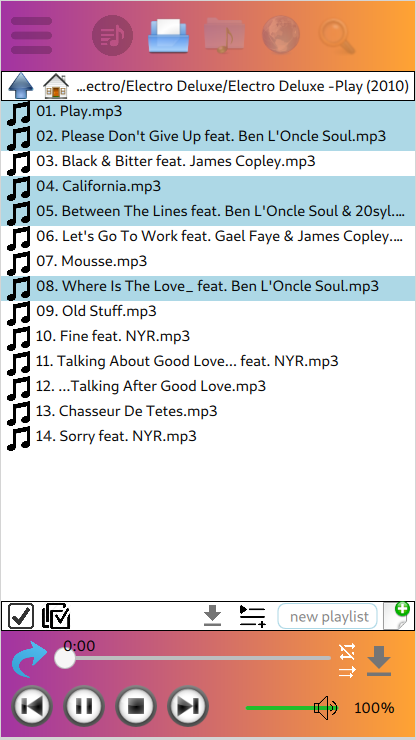 ...ectro/Electro Deluxe/Electro Deluxe -Play (2010)
01. Play.mp3
02. Please Don't Give Up feat. Ben L'Oncle Soul.mp3
03. Black & Bitter feat. James Copley.mp3
04. California.mp3
05. Between The Lines feat. Ben L'Oncle Soul & 20syl....
06. Let's Go To Work feat. Gael Faye & James Copley....
07. Mousse.mp3
08. Where Is The Love_ feat. Ben L'Oncle Soul.mp3
09. Old Stuff.mp3
10. Fine feat. NYR.mp3
11. Talking About Good Love... feat. NYR.mp3
12. ...Talking After Good Love.mp3
13. Chasseur De Tetes.mp3
14. Sorry feat. NYR.mp3
new playlist
0:00
100%